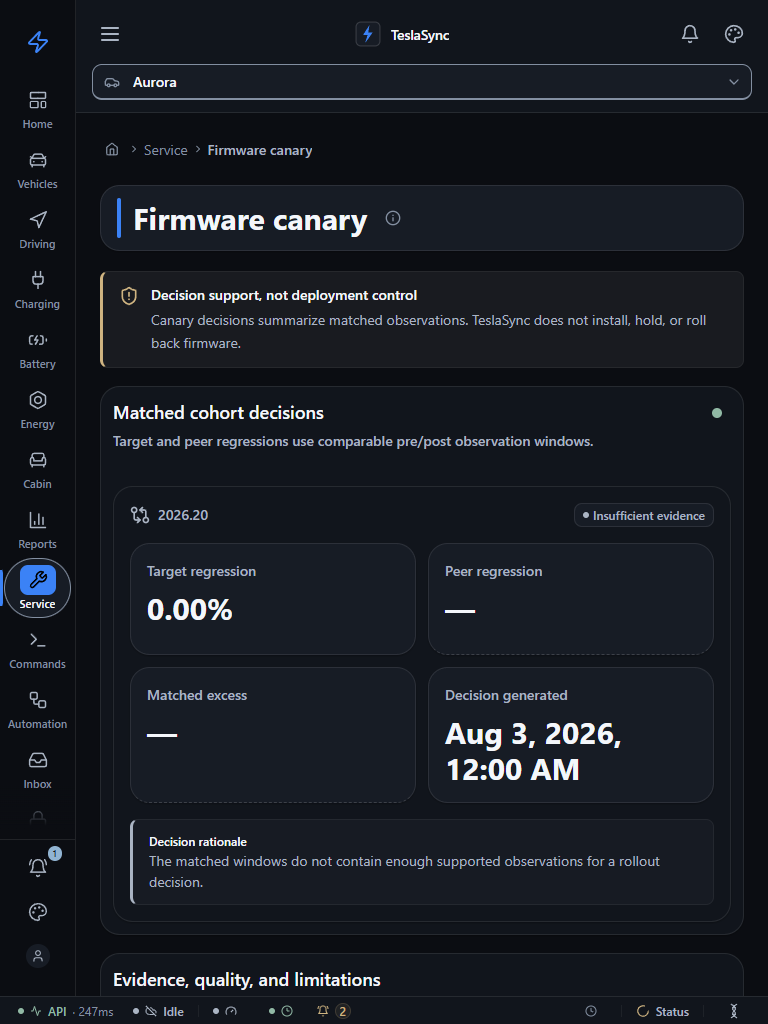 TeslaSync
Aurora
Home
Vehicles
Driving
Charging
Battery
Energy
Cabin
Reports
Service
Commands
Automation
Inbox
1
Service
Firmware canary
Firmware canary
Decision support, not deployment control
Canary decisions summarize matched observations. TeslaSync does not install, hold, or roll
back firmware.
Matched cohort decisions
Target and peer regressions use comparable pre/post observation windows.
2026.20
Insufficient evidence
Target regression
0.00%
Peer regression
—
Matched excess
—
Decision generated
Aug 3, 2026,
12:00 AM
Decision rationale
The matched windows do not contain enough supported observations for a rollout
decision.
Evidence, quality, and limitations
API · 247ms
Idle
2
Status